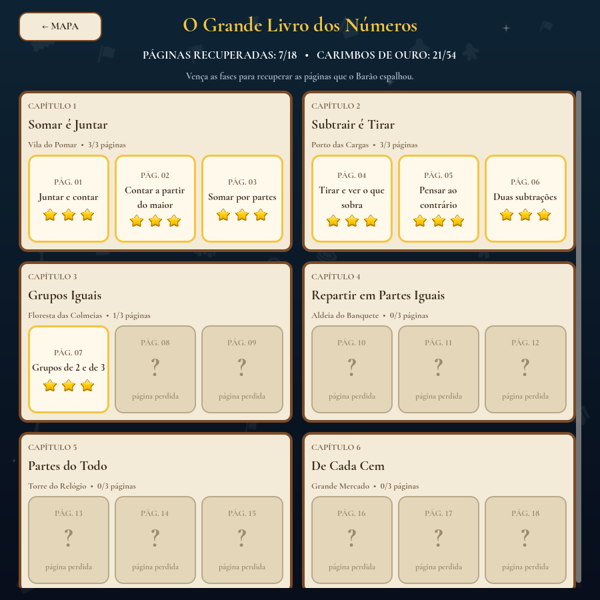 ← MAPA
O Grande Livro dos Números
PÁGINAS RECUPERADAS: 7/18 • CARIMBOS DE OURO: 21/54
Vença as fases para recuperar as páginas que o Barão espalhou.
CAPÍTULO 1
Somar é Juntar
Vila do Pomar • 3/3 páginas
PÁG. 01
Juntar e contar
PÁG. 02
Contar a partir
do maior
PÁG. 03
Somar por partes
CAPÍTULO 2
Subtrair é Tirar
Porto das Cargas • 3/3 páginas
PÁG. 04
Tirar e ver o que
sobra
PÁG. 05
Pensar ao
contrário
PÁG. 06
Duas subtrações
CAPÍTULO 3
Grupos Iguais
Floresta das Colmeias • 1/3 páginas
PÁG. 07
Grupos de 2 e de 3
PÁG. 08
?
página perdida
PÁG. 09
?
página perdida
CAPÍTULO 4
Repartir em Partes Iguais
Aldeia do Banquete • 0/3 páginas
PÁG. 10
?
página perdida
PÁG. 11
?
página perdida
PÁG. 12
?
página perdida
CAPÍTULO 5
Partes do Todo
Torre do Relógio • 0/3 páginas
PÁG. 13
?
página perdida
PÁG. 14
?
página perdida
PÁG. 15
?
página perdida
CAPÍTULO 6
De Cada Cem
Grande Mercado • 0/3 páginas
PÁG. 16
?
página perdida
PÁG. 17
?
página perdida
PÁG. 18
?
página perdida